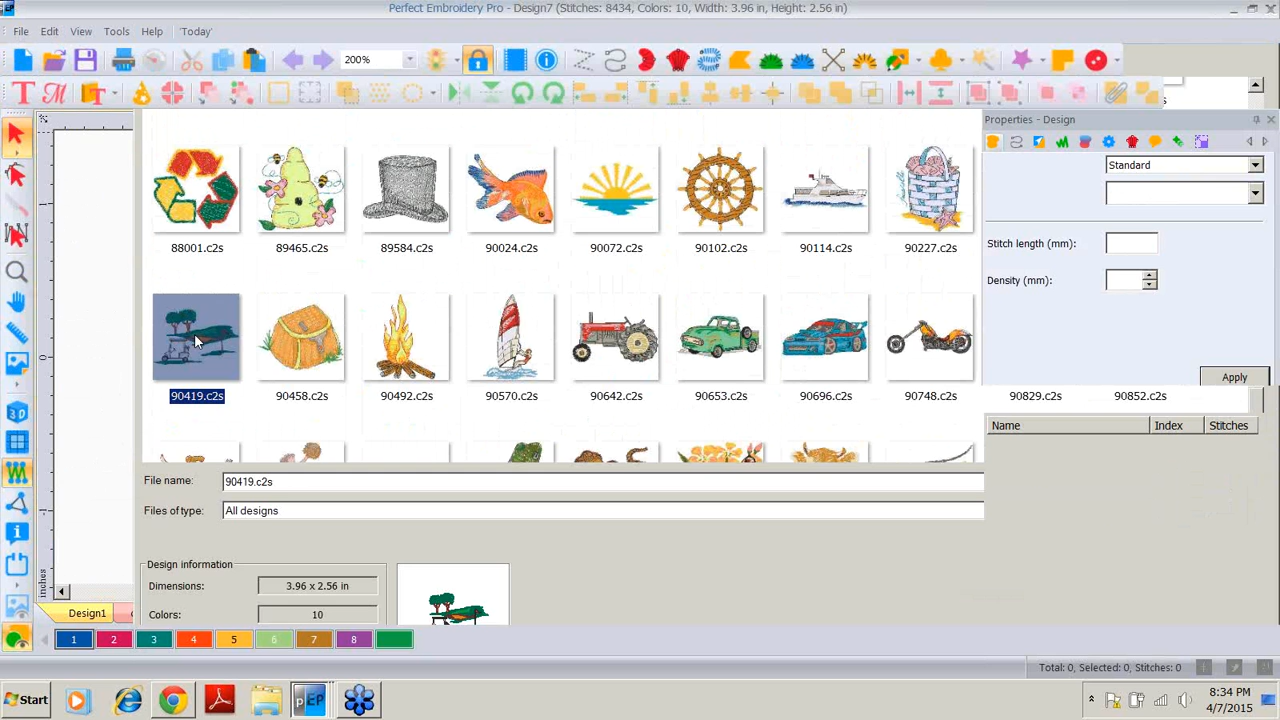 Perfect Embroidery Pro - Design7 (Stitches: 8434, Colors: 10, Width: 3.96 in, Height: 2.56 in)
File Edit View Tools Help Today
200%
Properties - Design
Standard
88001.c2s 89465.c2s 89584.c2s 90024.c2s 90072.c2s 90102.c2s 90114.c2s 90227.c2s
Stitch length (mm):
Density (mm):
Apply
90419.c2s 90458.c2s 90492.c2s 90570.c2s 90642.c2s 90653.c2s 90696.c2s 90748.c2s 90829.c2s 90852.c2s
Name Index Stitches
File name: 90419.c2s
Files of type: All designs
Design information
Dimensions: 3.96 x 2.56 in
Colors: 10
inches
Design1
1 2 3 4 5 6 7 8
Total: 0, Selected: 0, Stitches: 0
Start
8:34 PM
4/7/2015